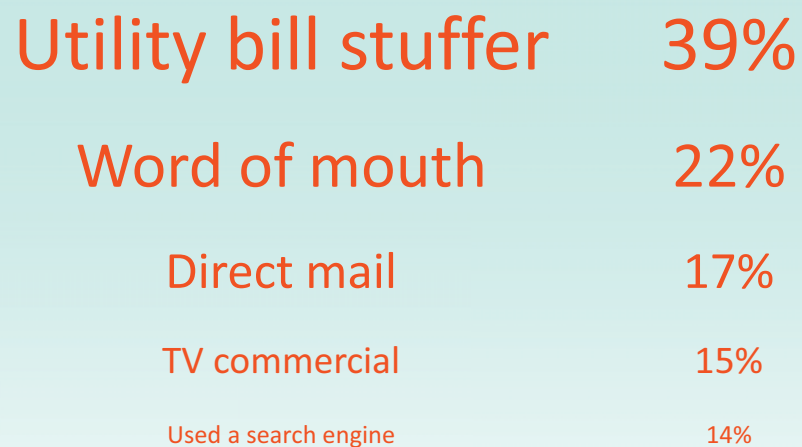 Utility bill stuffer 39%
Word of mouth 22%
Direct mail 17%
TV commercial 15%
Used a search engine 14%